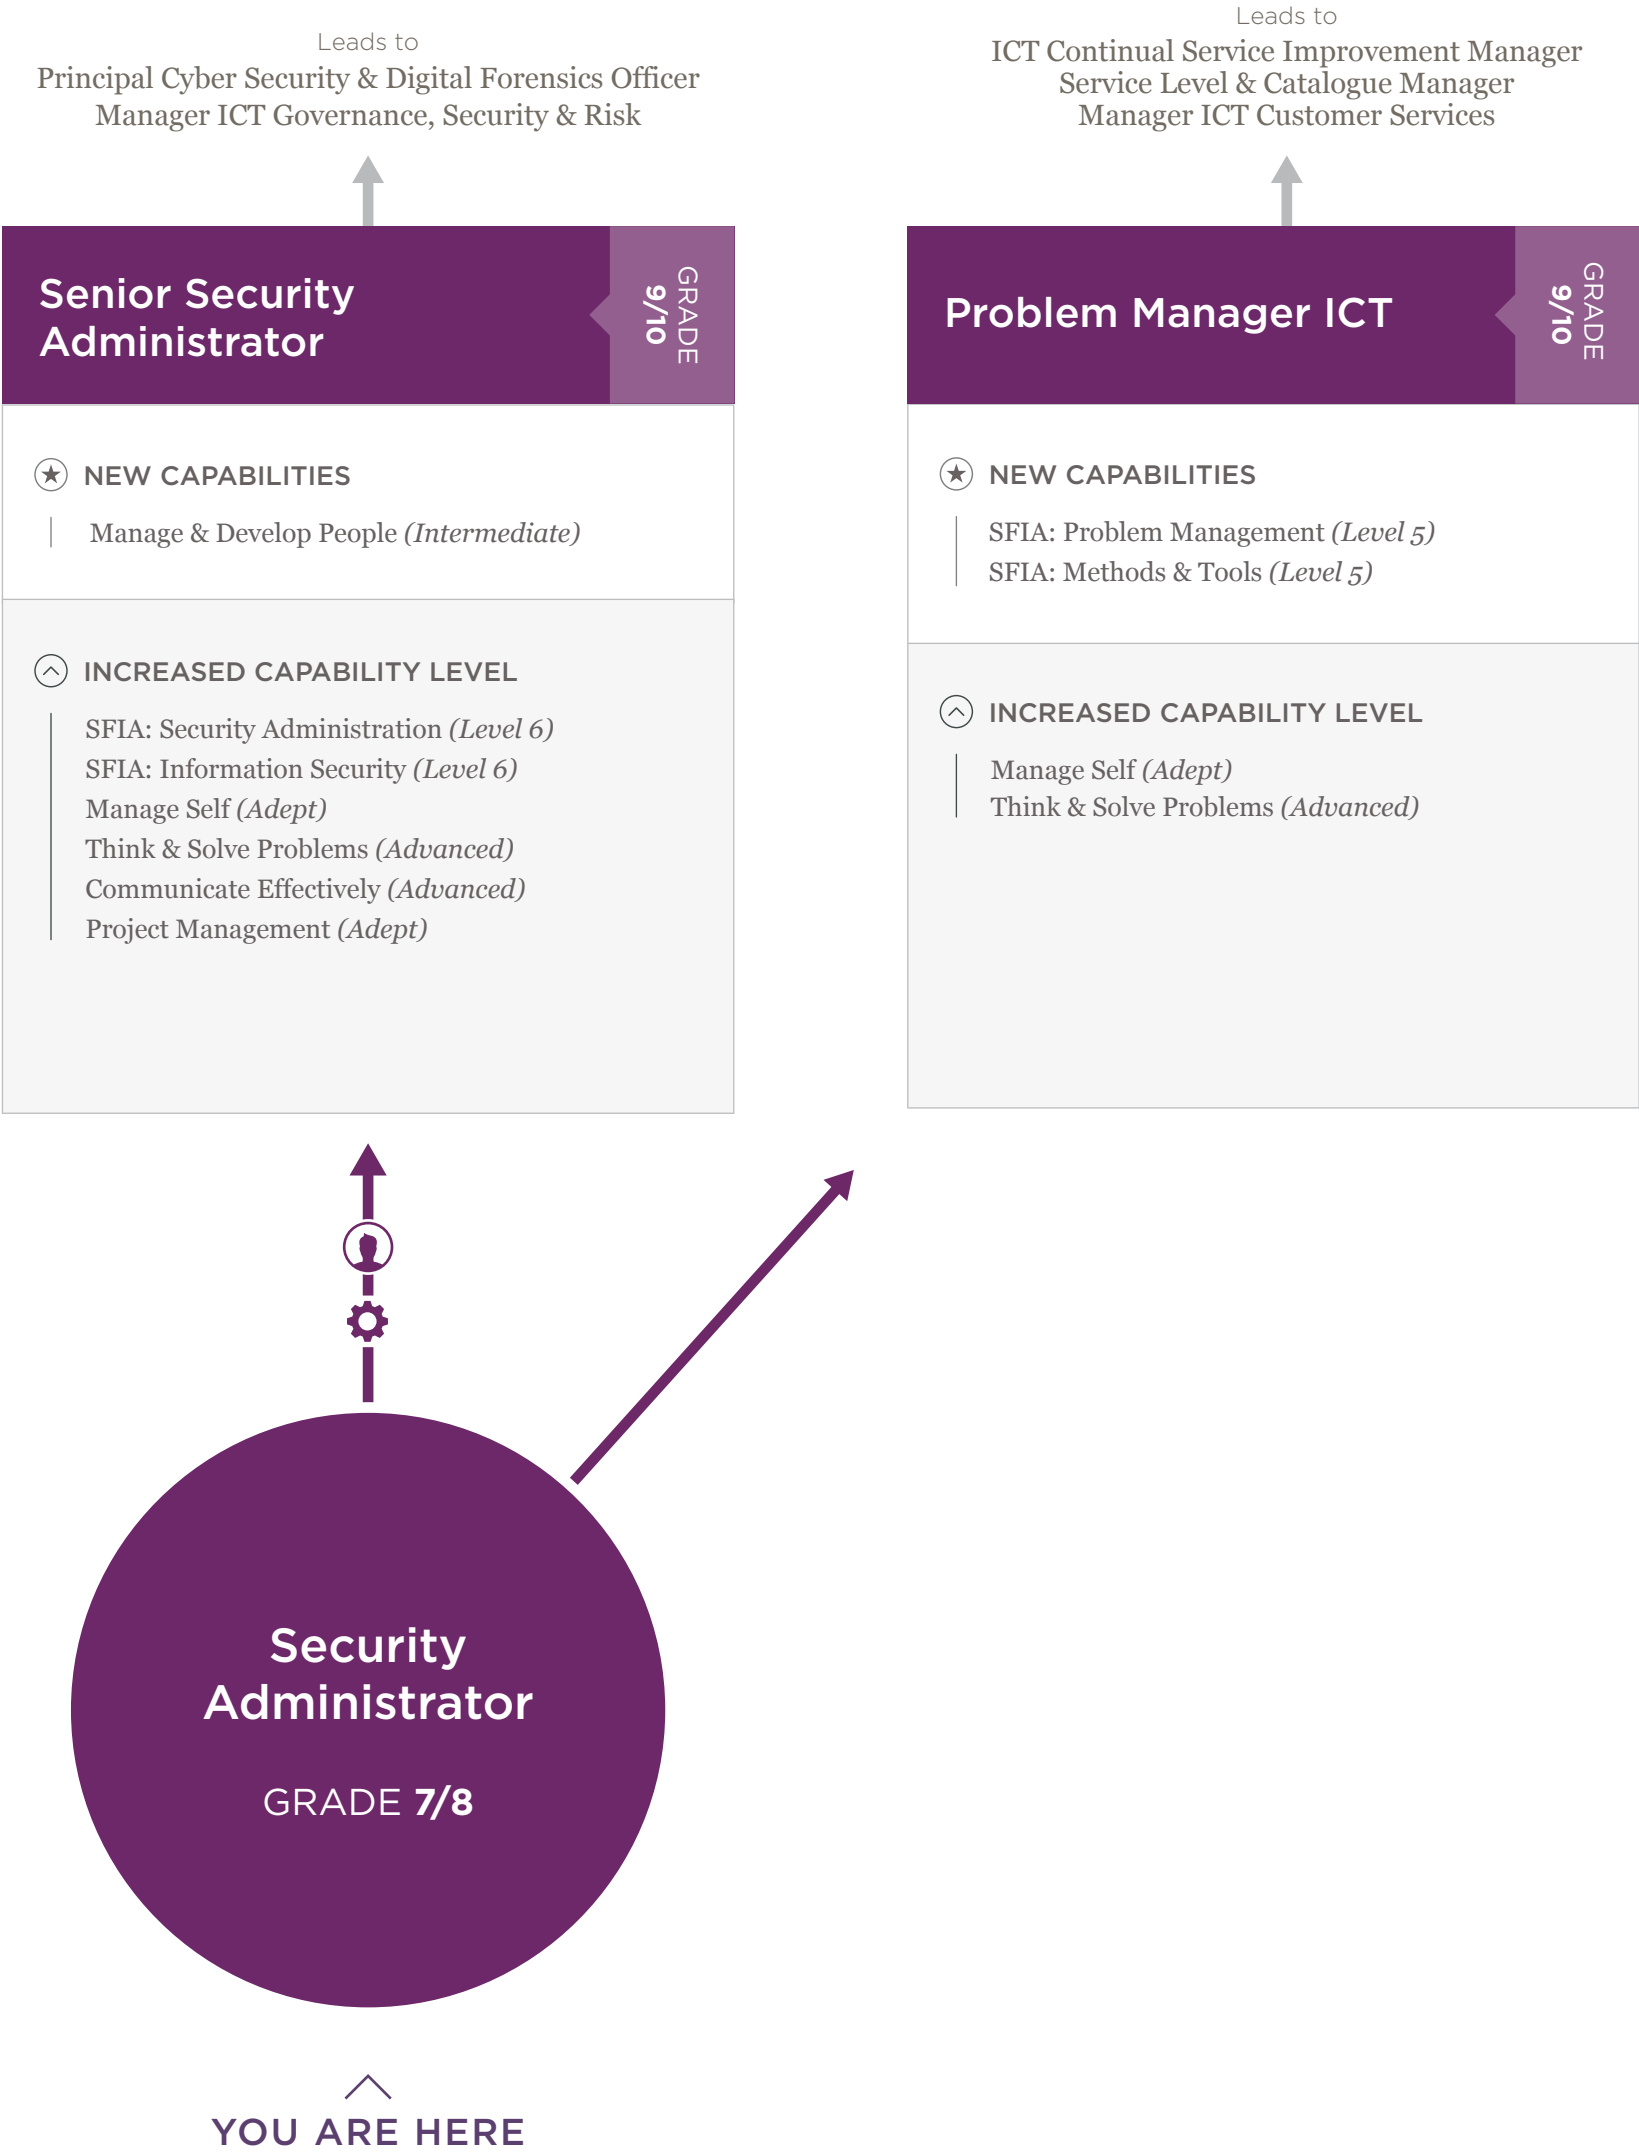 Leads to
Principal Cyber Security & Digital Forensics Officer
Manager ICT Governance, Security & Risk
Senior Security
Administrator
GRADE
9/10
NEW CAPABILITIES
Manage & Develop People (Intermediate)
INCREASED CAPABILITY LEVEL
SFIA: Security Administration (Level 6)
SFIA: Information Security (Level 6)
Manage Self (Adept)
Think & Solve Problems (Advanced)
Communicate Effectively (Advanced)
Project Management (Adept)
Leads to
ICT Continual Service Improvement Manager
Service Level & Catalogue Manager
Manager ICT Customer Services
Problem Manager ICT
GRADE
9/10
NEW CAPABILITIES
SFIA: Problem Management (Level 5)
SFIA: Methods & Tools (Level 5)
INCREASED CAPABILITY LEVEL
Manage Self (Adept)
Think & Solve Problems (Advanced)
Security
Administrator
GRADE 7/8
YOU ARE HERE